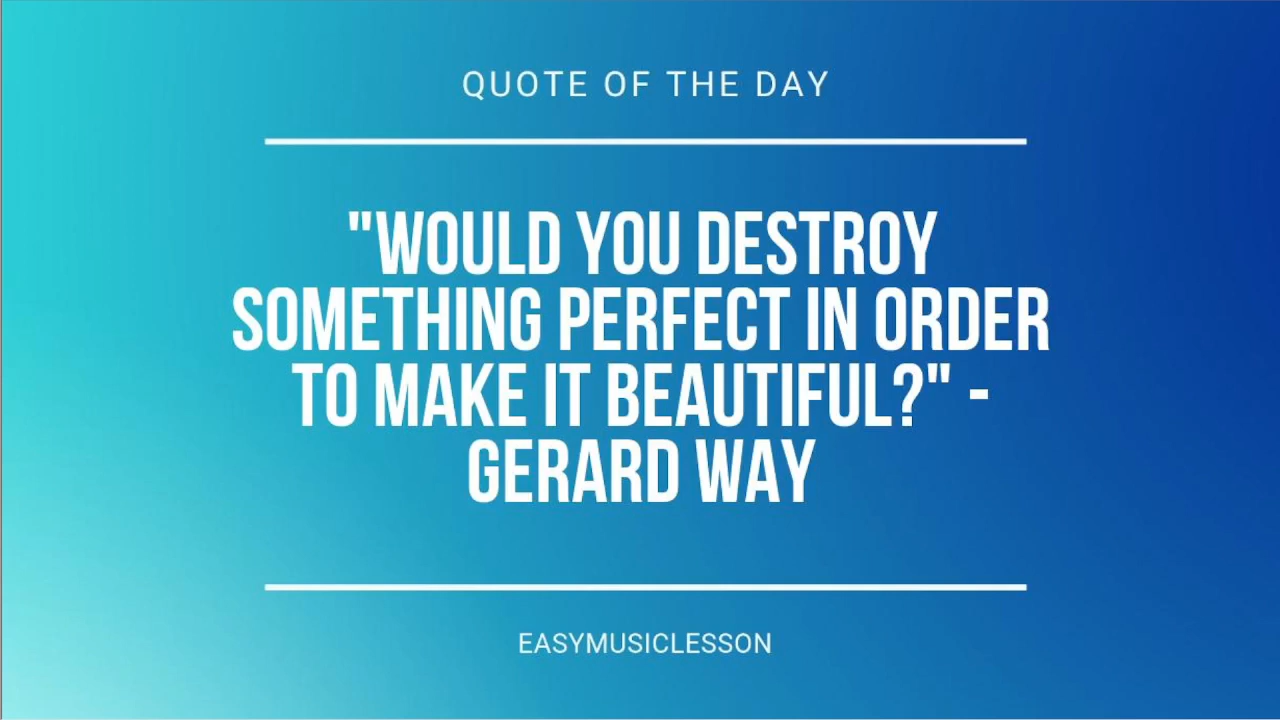 QUOTE OF THE DAY
"WOULD YOU DESTROY
SOMETHING PERFECT IN ORDER
TO MAKE IT BEAUTIFUL?" -
GERARD WAY
EASYMUSICLESSON